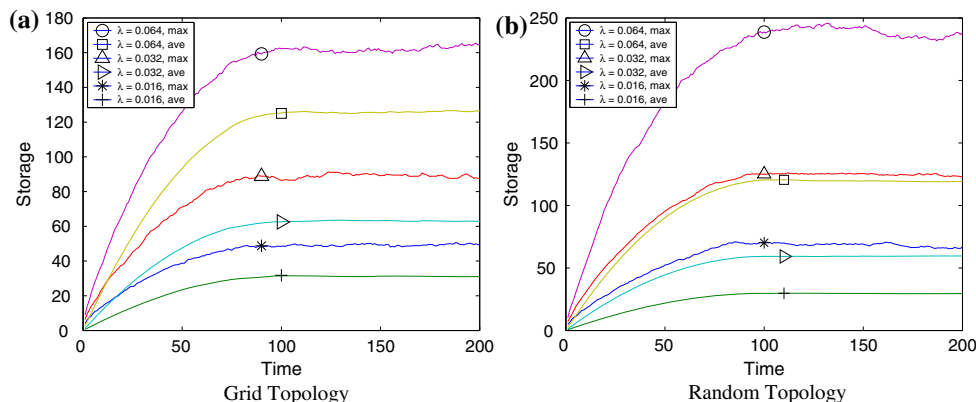 (a)
180
160
140
120
100
80
60
40
20
0
Storage
λ = 0.064, max
λ = 0.064, ave
λ = 0.032, max
λ = 0.032, ave
λ = 0.016, max
λ = 0.016, ave
0 50 100 150 200
Time
Grid Topology
(b)
250
200
150
100
50
0
Storage
λ = 0.064, max
λ = 0.064, ave
λ = 0.032, max
λ = 0.032, ave
λ = 0.016, max
λ = 0.016, ave
0 50 100 150 200
Time
Random Topology